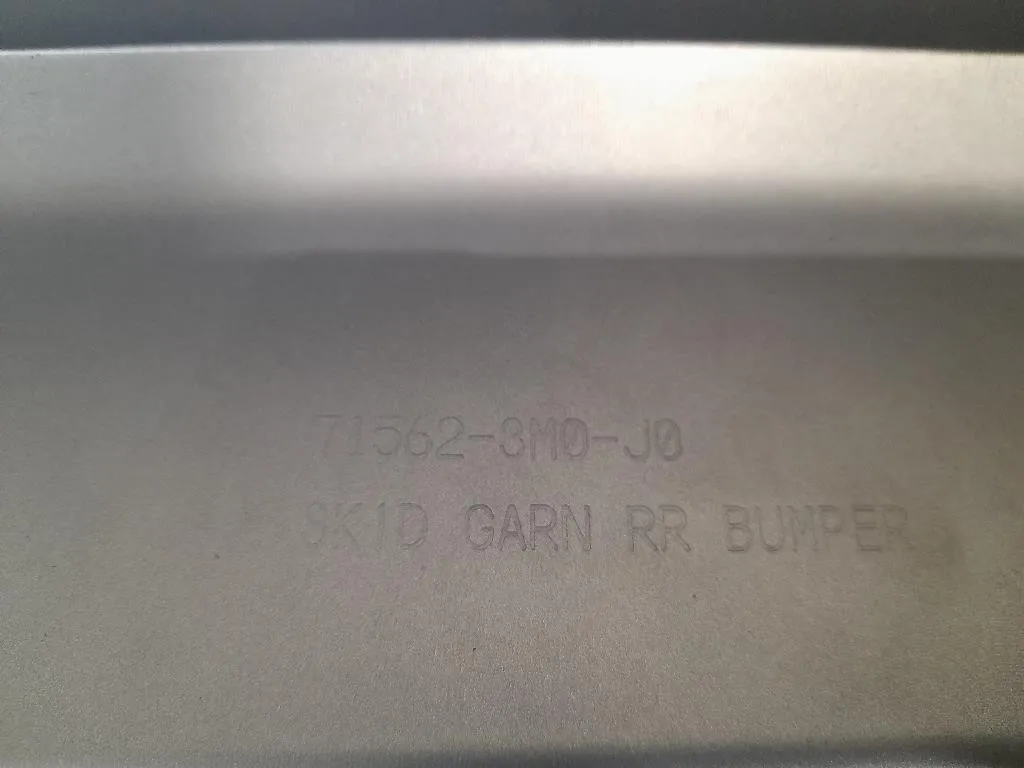 71562-3M0-J0
SKID GARN RR BUMPER